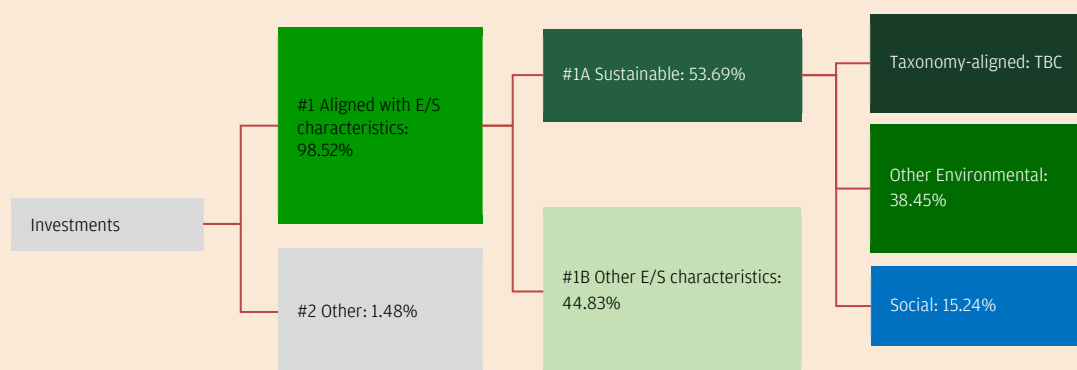 Investments
#1 Aligned with E/S
characteristics:
98.52%
#2 Other: 1.48%
#1A Sustainable: 53.69%
#1B Other E/S characteristics:
44.83%
Taxonomy-aligned: TBC
Other Environmental:
38.45%
Social: 15.24%